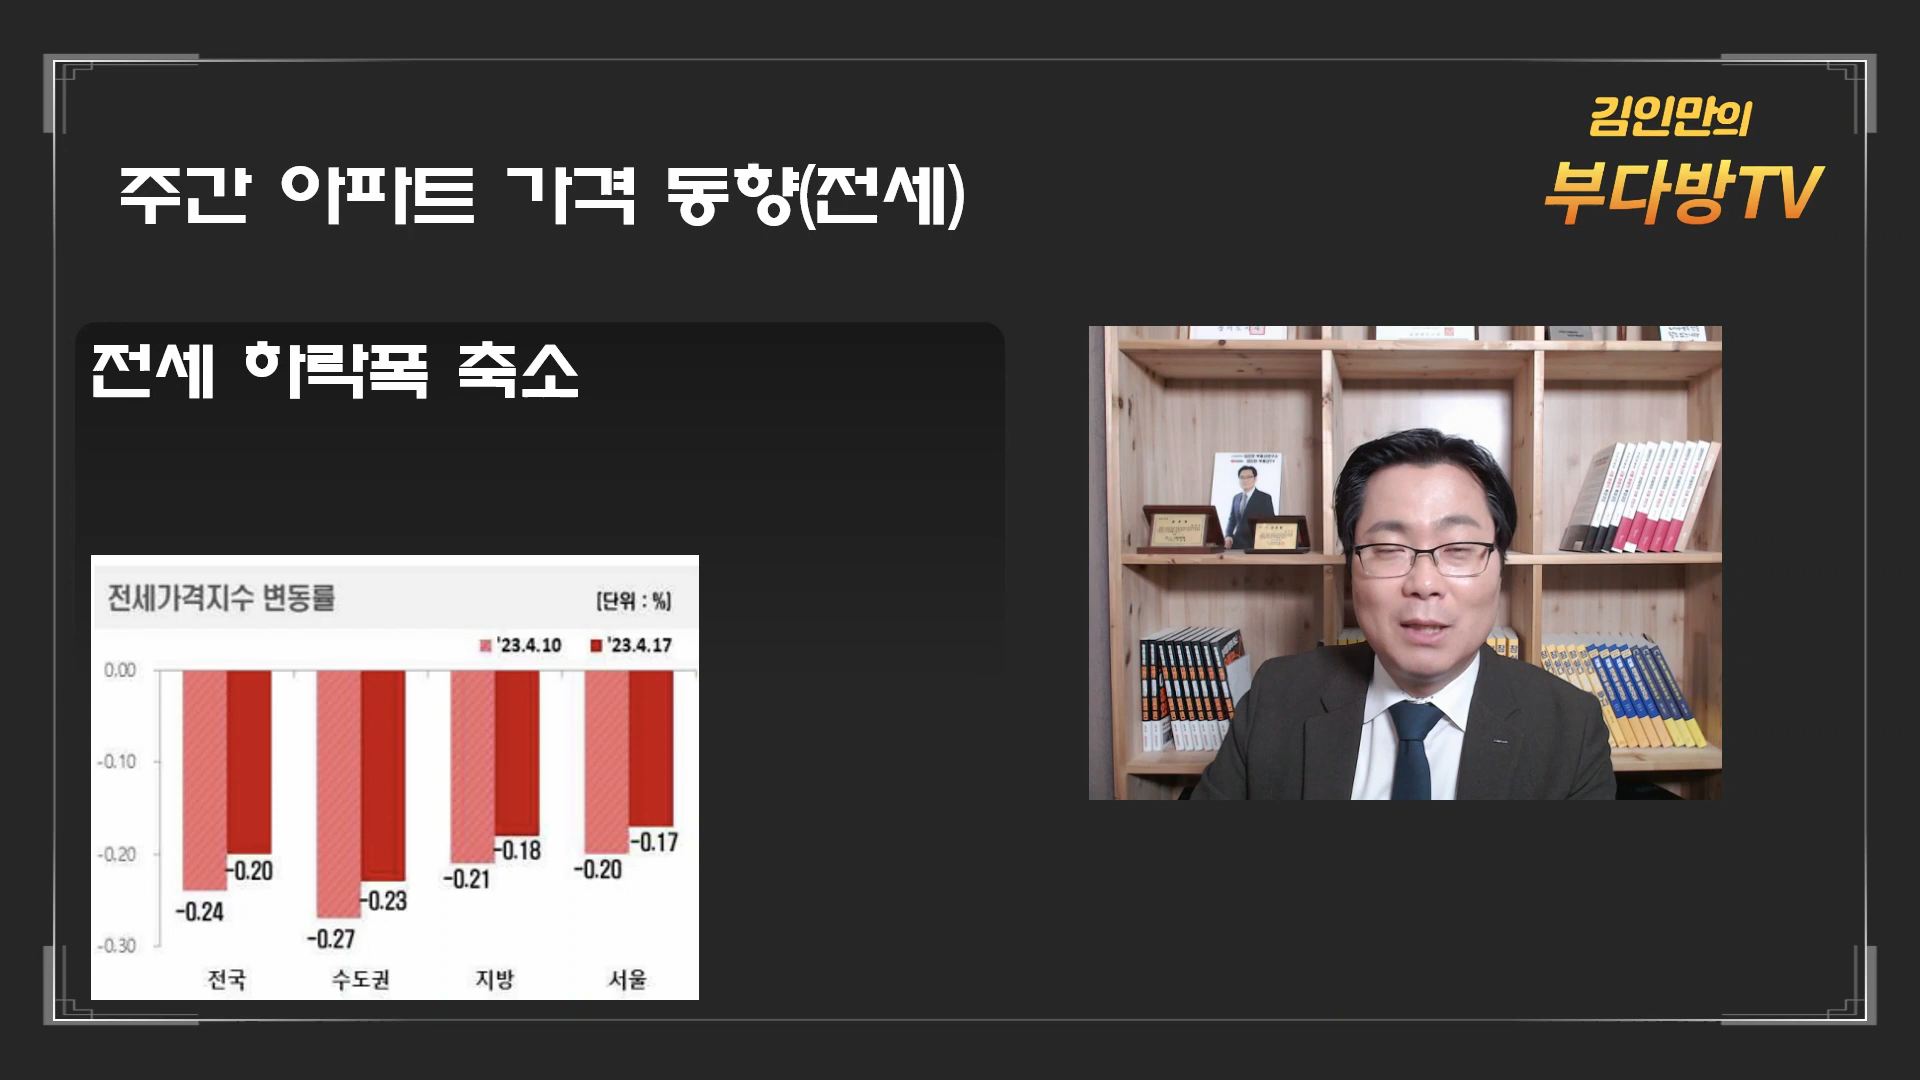 김인만의
부다방TV
주간 아파트 가격 동향(전세)
전세 하락폭 축소
전세가격지수 변동률
[단위 : %]
'23.4.10 '23.4.17
0.00
-0.10
-0.20
-0.30
-0.24
-0.20
-0.27
-0.23
-0.21
-0.18
-0.20
-0.17
전국 수도권 지방 서울